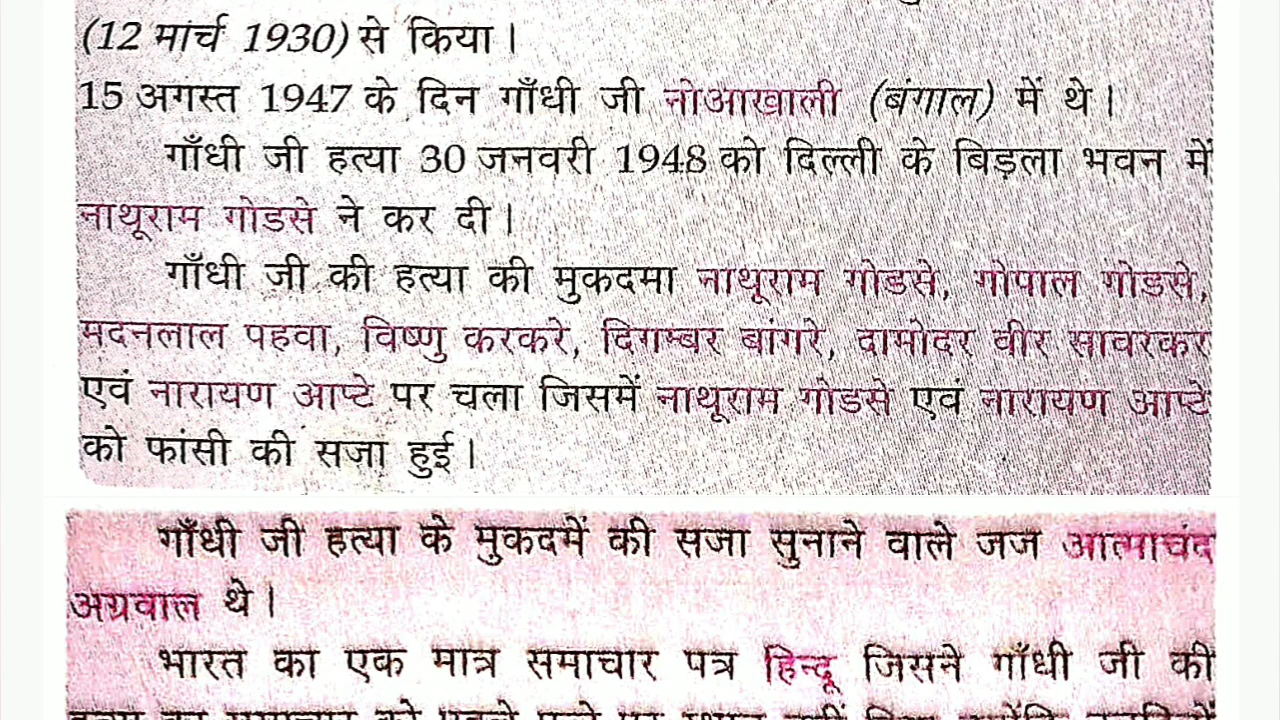 (12 मार्च 1930) से किया।
15 अगस्त 1947 के दिन गाँधी जी नोआखाली (बंगाल) में थे।
गाँधी जी हत्या 30 जनवरी 1948 को दिल्ली के बिड़ला भवन में
नाथूराम गोडसे ने कर दी।
गाँधी जी की हत्या की मुकदमा नाथूराम गोडसे, गोपाल गोडसे,
मदनलाल पहवा, विष्णु करकरे, दिगम्बर बांगरे, दामोदर वीर सावरकर
एवं नारायण आप्टे पर चला जिसमें नाथूराम गोडसे एवं नारायण आप्टे
को फांसी की सजा हुई।
गाँधी जी हत्या के मुकदमें की सजा सुनाने वाले जज आत्माचंद
अग्रवाल थे।
भारत का एक मात्र समाचार पत्र हिन्दू जिसने गाँधी जी की